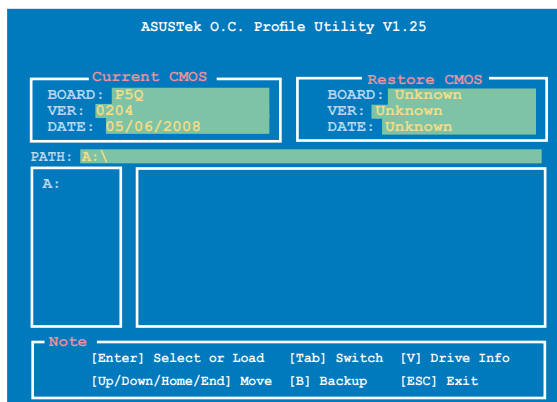 ASUSTek O.C. Profile Utility V1.25
Current CMOS
BOARD: P5Q
VER: 0204
DATE: 05/06/2008
Restore CMOS
BOARD: Unknown
VER: Unknown
DATE: Unknown
PATH: A:\
A:
Note
[Enter] Select or Load [Tab] Switch [V] Drive Info
[Up/Down/Home/End] Move [B] Backup [ESC] Exit